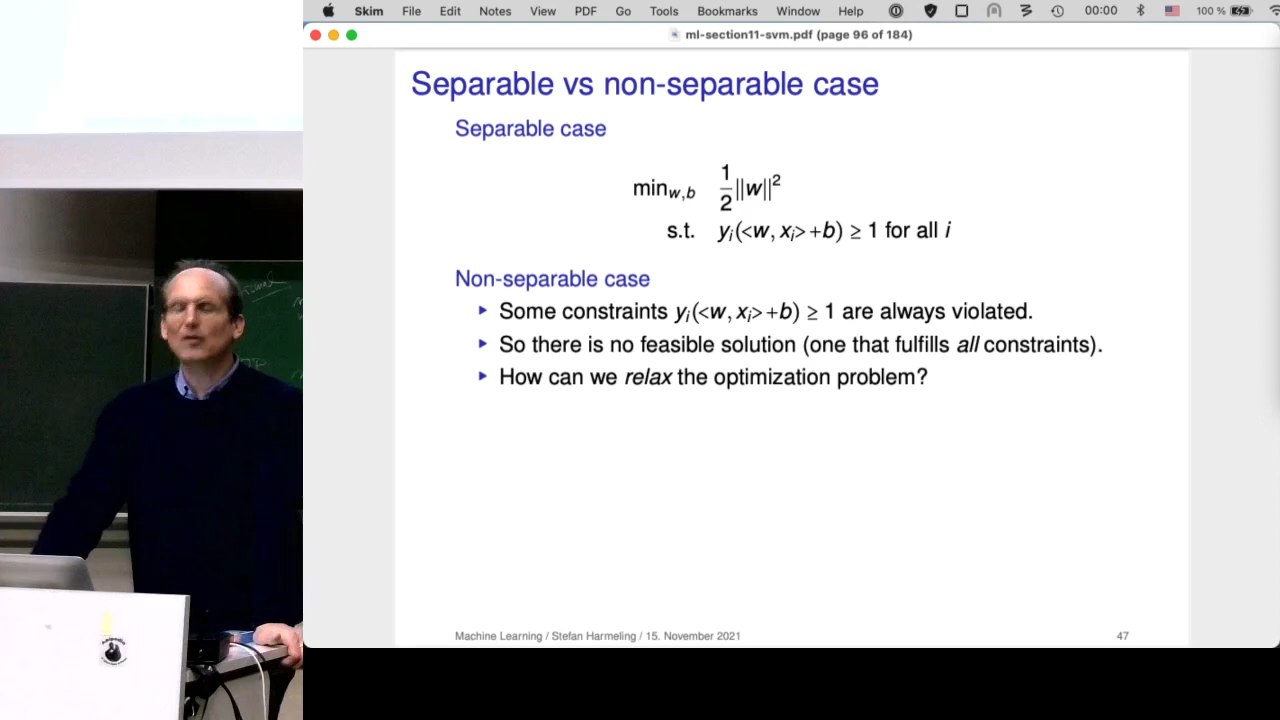 Skim File Edit Notes View PDF Go Tools Bookmarks Window Help 00:00 100 %
ml-section11-svm.pdf (page 96 of 184)
Separable vs non-separable case
Separable case
min_{w,b} \frac{1}{2}||w||^2
s.t. y_i(<w, x_i> +b) ≥ 1 for all i
Non-separable case
▸ Some constraints y_i(<w, x_i> +b) ≥ 1 are always violated.
▸ So there is no feasible solution (one that fulfills all constraints).
▸ How can we relax the optimization problem?
Machine Learning / Stefan Harmeling / 15. November 2021 47